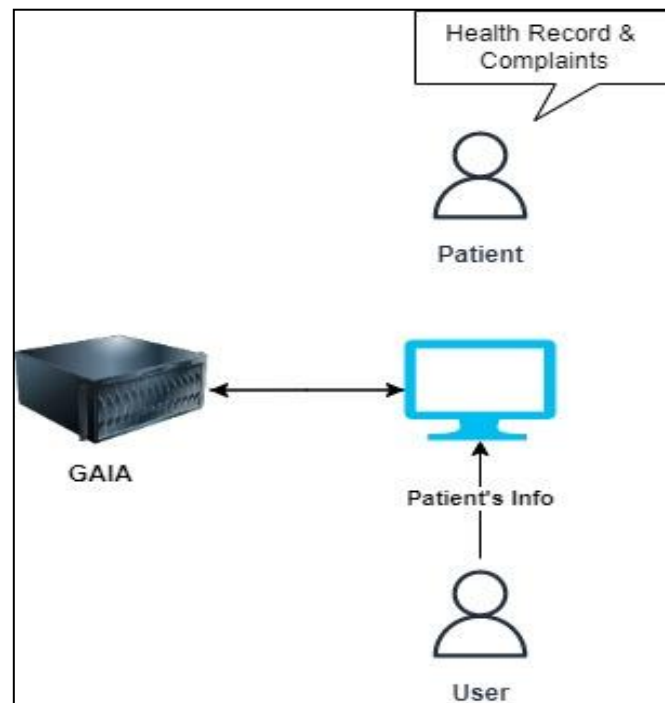 Health Record &
Complaints
Patient
GAIA
Patient's Info
User